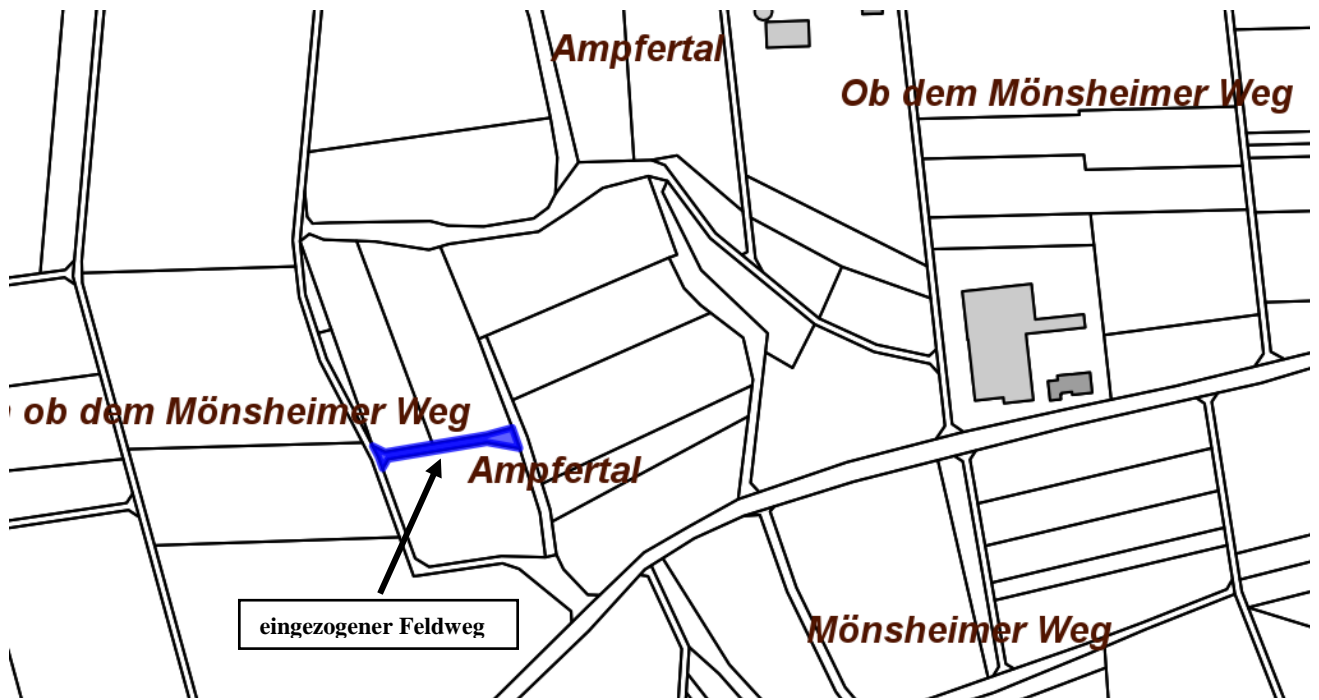 Ampfertal
Ob dem Mönsheimer Weg
ob dem Mönsheimer Weg
Ampfertal
eingezogener Feldweg
Mönsheimer Weg